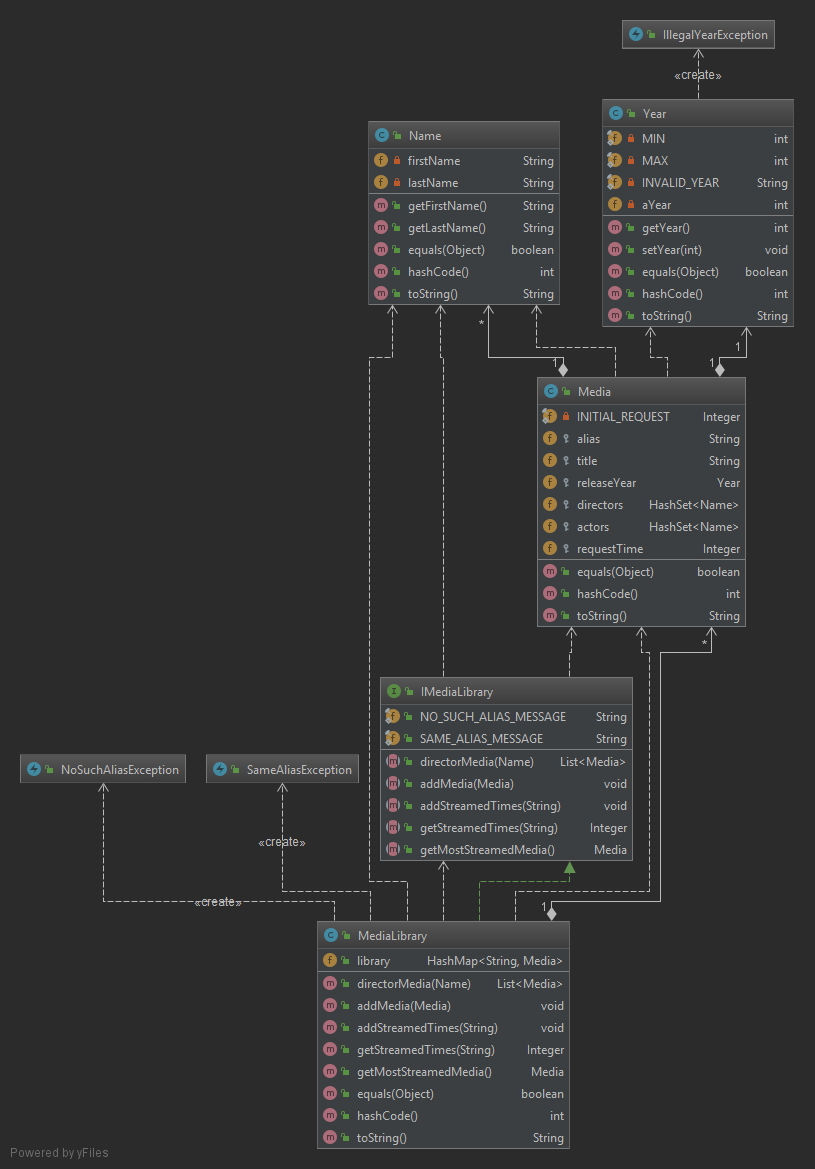 IllegalYearException
«create»
Year
MIN int
MAX int
INVALID_YEAR String
aYear int
getYear() int
setYear(int) void
equals(Object) boolean
hashCode() int
toString() String
Name
firstName String
lastName String
getFirstName() String
getLastName() String
equals(Object) boolean
hashCode() int
toString() String
*
1
1
1
Media
INITIAL_REQUEST Integer
alias String
title String
releaseYear Year
directors HashSet<Name>
actors HashSet<Name>
requestTime Integer
equals(Object) boolean
hashCode() int
toString() String
*
IMediaLibrary
NO_SUCH_ALIAS_MESSAGE String
SAME_ALIAS_MESSAGE String
directorMedia(Name) List<Media>
addMedia(Media) void
addStreamedTimes(String) void
getStreamedTimes(String) Integer
getMostStreamedMedia() Media
NoSuchAliasException
SameAliasException
«create»
«create»
1
MediaLibrary
library HashMap<String, Media>
directorMedia(Name) List<Media>
addMedia(Media) void
addStreamedTimes(String) void
getStreamedTimes(String) Integer
getMostStreamedMedia() Media
equals(Object) boolean
hashCode() int
toString() String
Powered by yFiles